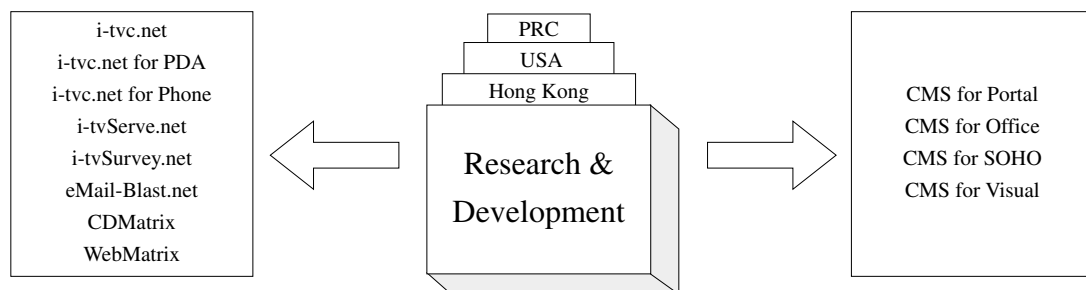 i-tvc.net
i-tvc.net for PDA
i-tvc.net for Phone
i-tvServe.net
i-tvSurvey.net
eMail-Blast.net
CDMatrix
WebMatrix
PRC
USA
Hong Kong
Research &
Development
CMS for Portal
CMS for Office
CMS for SOHO
CMS for Visual